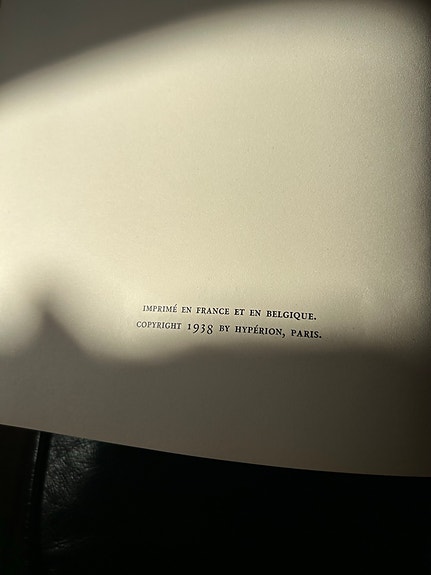 IMPRIMÉ EN FRANCE ET EN BELGIQUE.
COPYRIGHT 1938 BY HYPÉRION, PARIS.